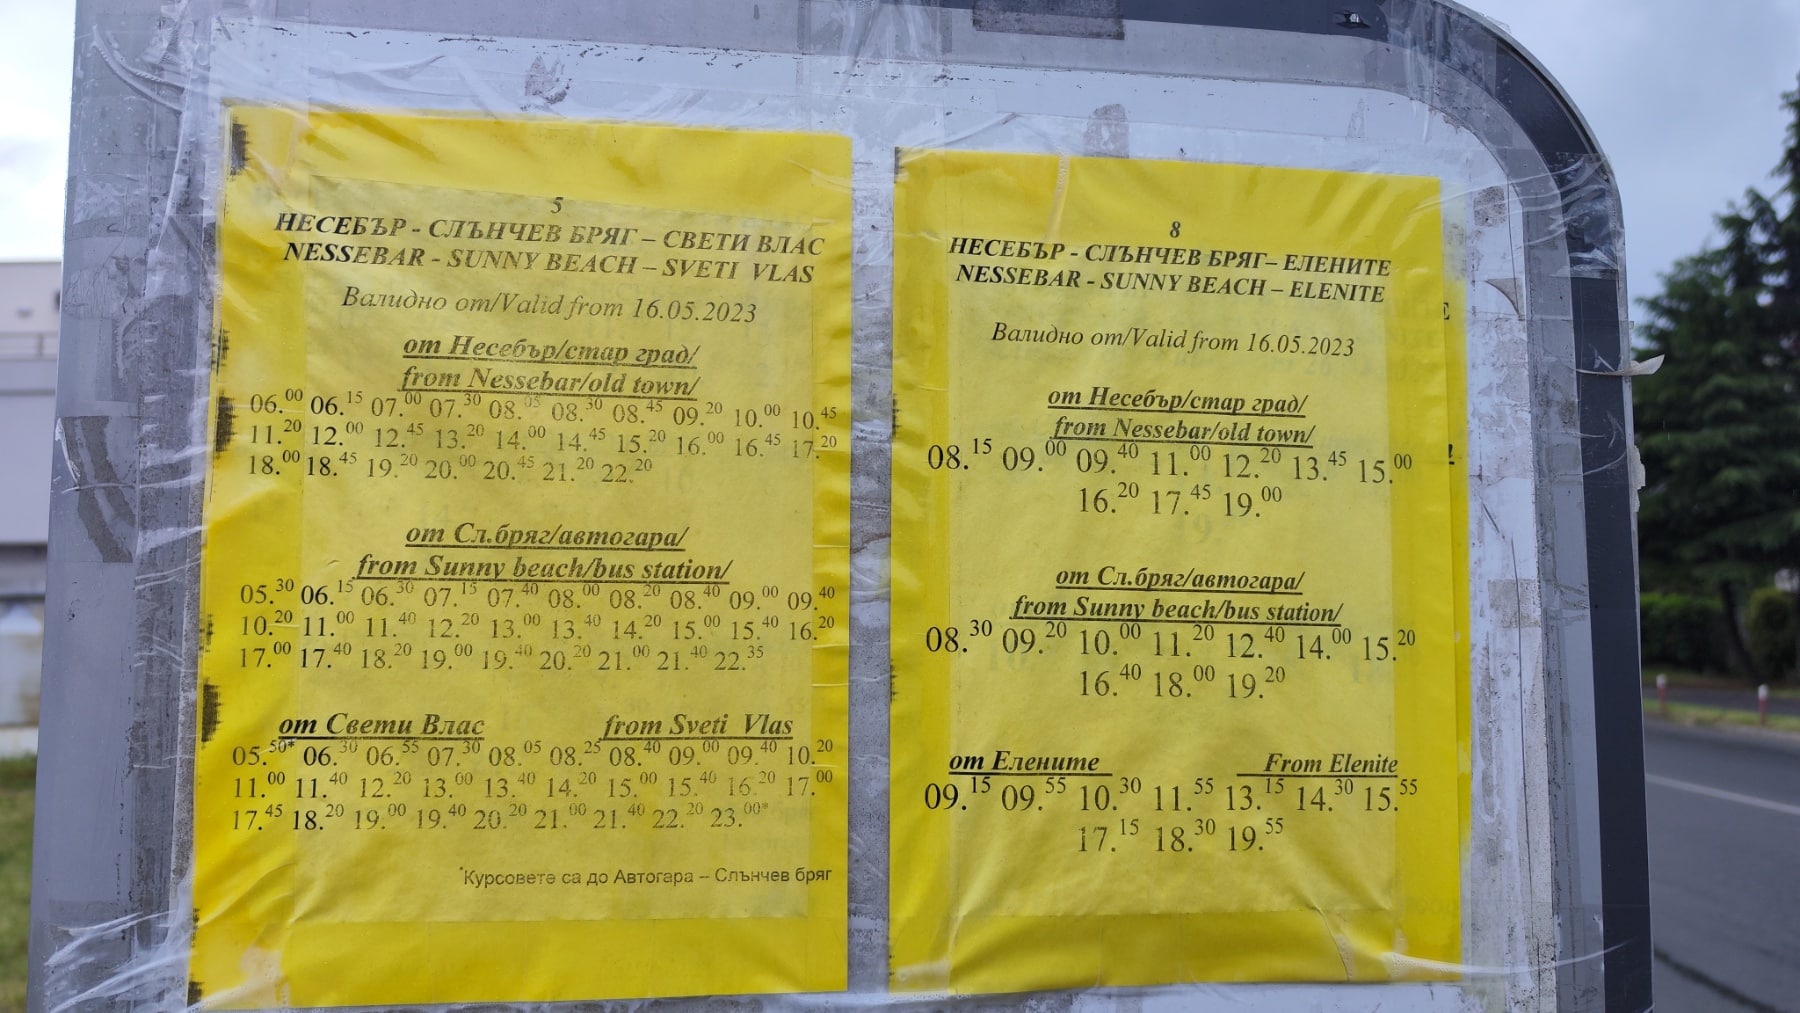 5
НЕСЕБЪР - СЛЪНЧЕВ БРЯГ – СВЕТИ ВЛАС
NESSEBAR - SUNNY BEACH – SVETI VLAS
Валидно от/Valid from 16.05.2023
от Несебър/стар град/
from Nessebar/old town/
06.00 06.15 07.00 07.30 08.05 08.30 08.45 09.20 10.00 10.45
11.20 12.00 12.45 13.20 14.00 14.45 15.20 16.00 16.45 17.20
18.00 18.45 19.20 20.00 20.45 21.20 22.20
от Сл.бряг/автогара/
from Sunny beach/bus station/
05.30 06.15 06.30 07.15 07.40 08.00 08.20 08.40 09.00 09.40
10.20 11.00 11.40 12.20 13.00 13.40 14.20 15.00 15.40 16.20
17.00 17.40 18.20 19.00 19.40 20.20 21.00 21.40 22.35
от Свети Влас from Sveti Vlas
05.50* 06.30 06.55 07.30 08.05 08.25 08.40 09.00 09.40 10.20
11.00 11.40 12.20 13.00 13.40 14.20 15.00 15.40 16.20 17.00
17.45 18.20 19.00 19.40 20.20 21.00 21.40 22.20 23.00*
*Курсовете са до Автогара – Слънчев бряг
8
НЕСЕБЪР - СЛЪНЧЕВ БРЯГ– ЕЛЕНИТЕ
NESSEBAR - SUNNY BEACH – ELENITE
Валидно от/Valid from 16.05.2023
от Несебър/стар град/
from Nessebar/old town/
08.15 09.00 09.40 11.00 12.20 13.45 15.00
16.20 17.45 19.00
от Сл.бряг/автогара/
from Sunny beach/bus station/
08.30 09.20 10.00 11.20 12.40 14.00 15.20
16.40 18.00 19.20
от Елените From Elenite
09.15 09.55 10.30 11.55 13.15 14.30 15.55
17.15 18.30 19.55